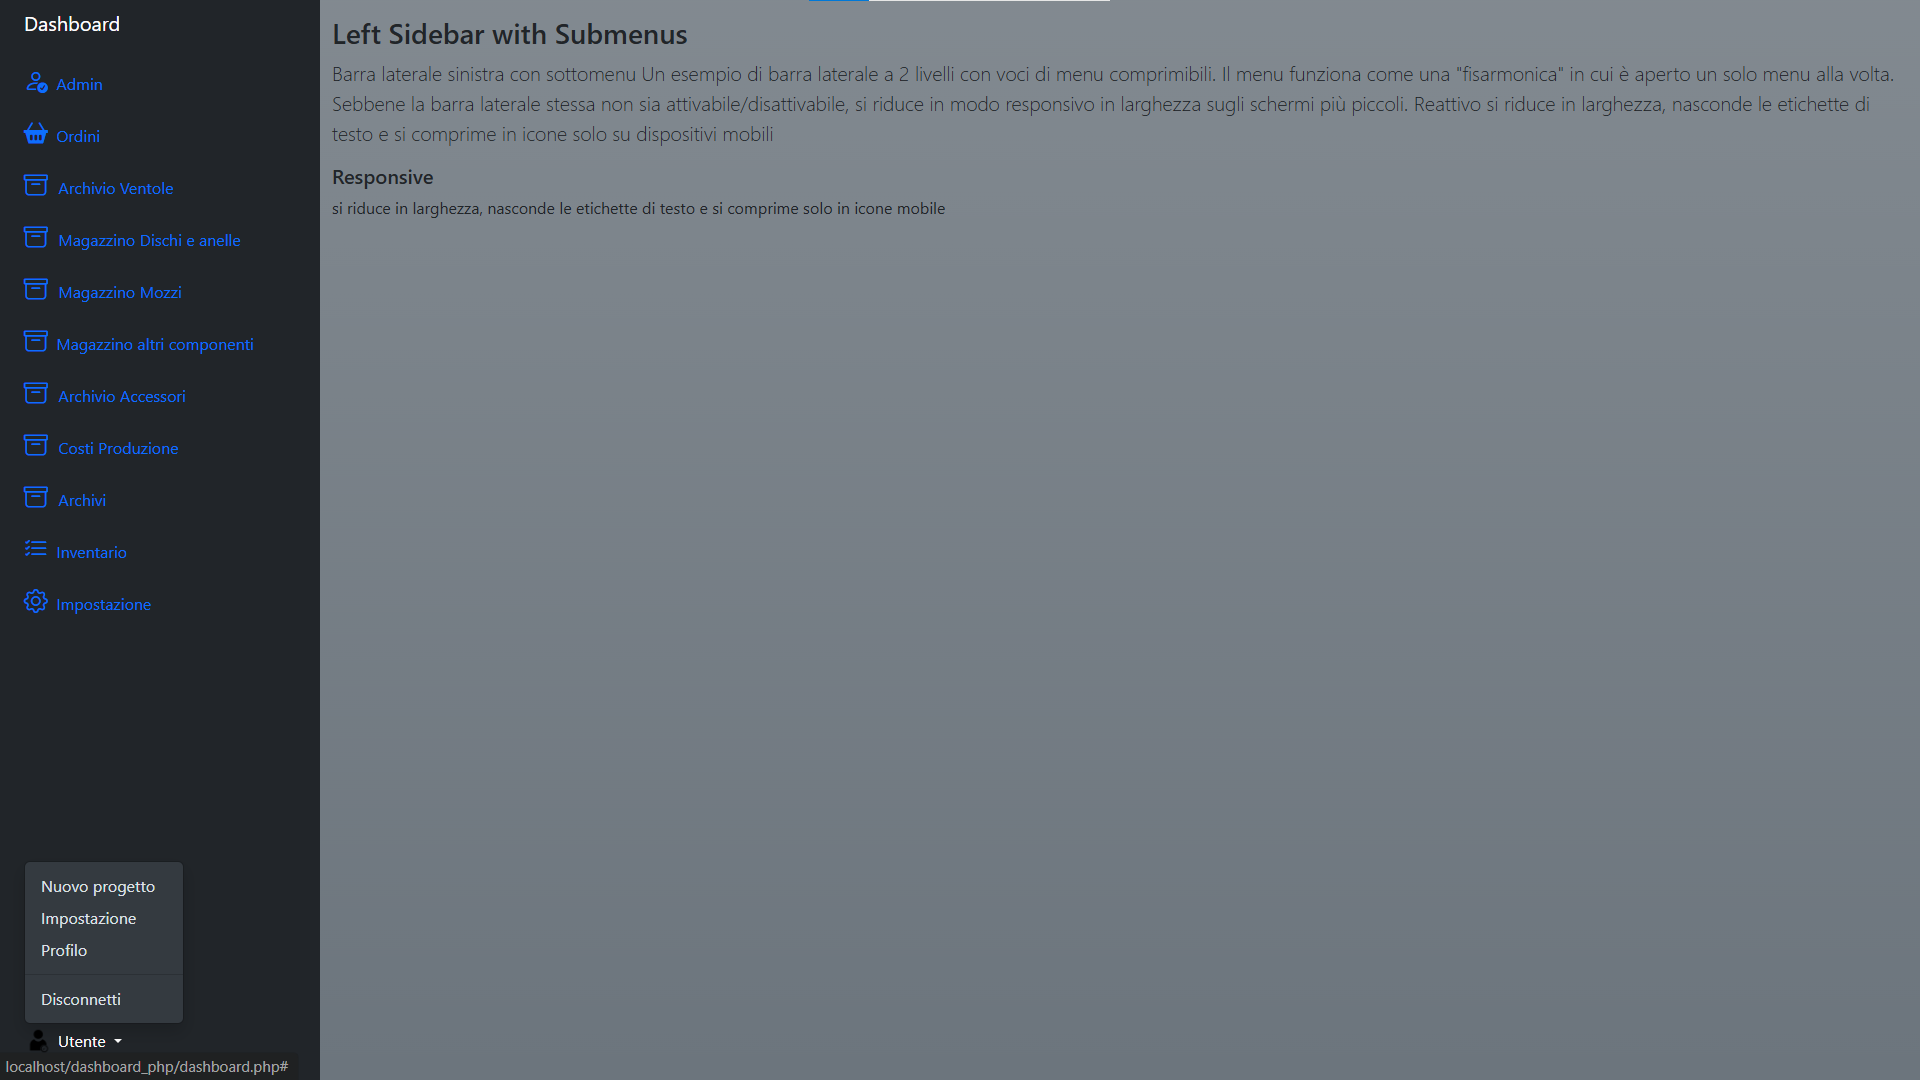 Dashboard
Admin
Ordini
Archivio Ventole
Magazzino Dischi e anelle
Magazzino Mozzi
Magazzino altri componenti
Archivio Accessori
Costi Produzione
Archivi
Inventario
Impostazione
Nuovo progetto
Impostazione
Profilo
Disconnetti
Utente
localhost/dashboard_php/dashboard.php#
Left Sidebar with Submenus
Barra laterale sinistra con sottomenu Un esempio di barra laterale a 2 livelli con voci di menu comprimibili. Il menu funziona come una "fisarmonica" in cui è aperto un solo menu alla volta.
Sebbene la barra laterale stessa non sia attivabile/disattivabile, si riduce in modo responsivo in larghezza sugli schermi più piccoli. Reattivo si riduce in larghezza, nasconde le etichette di
testo e si comprime in icone solo su dispositivi mobili
Responsive
si riduce in larghezza, nasconde le etichette di testo e si comprime solo in icone mobile